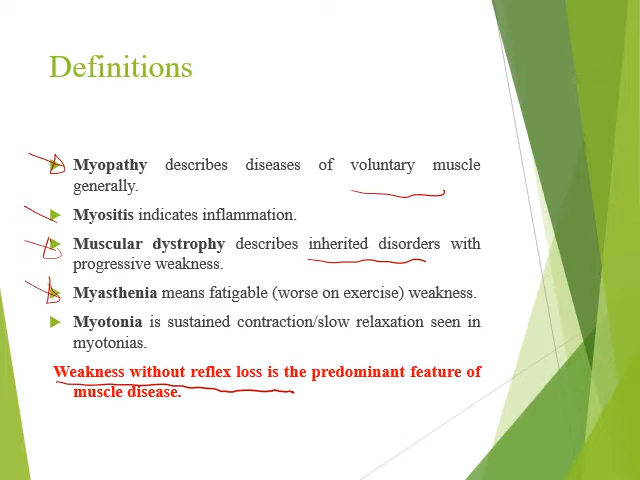 Definitions
Myopathy describes diseases of voluntary muscle
generally.
Myositis indicates inflammation.
Muscular dystrophy describes inherited disorders with
progressive weakness.
Myasthenia means fatigable (worse on exercise) weakness.
Myotonia is sustained contraction/slow relaxation seen in
myotonias.
Weakness without reflex loss is the predominant feature of
muscle disease.